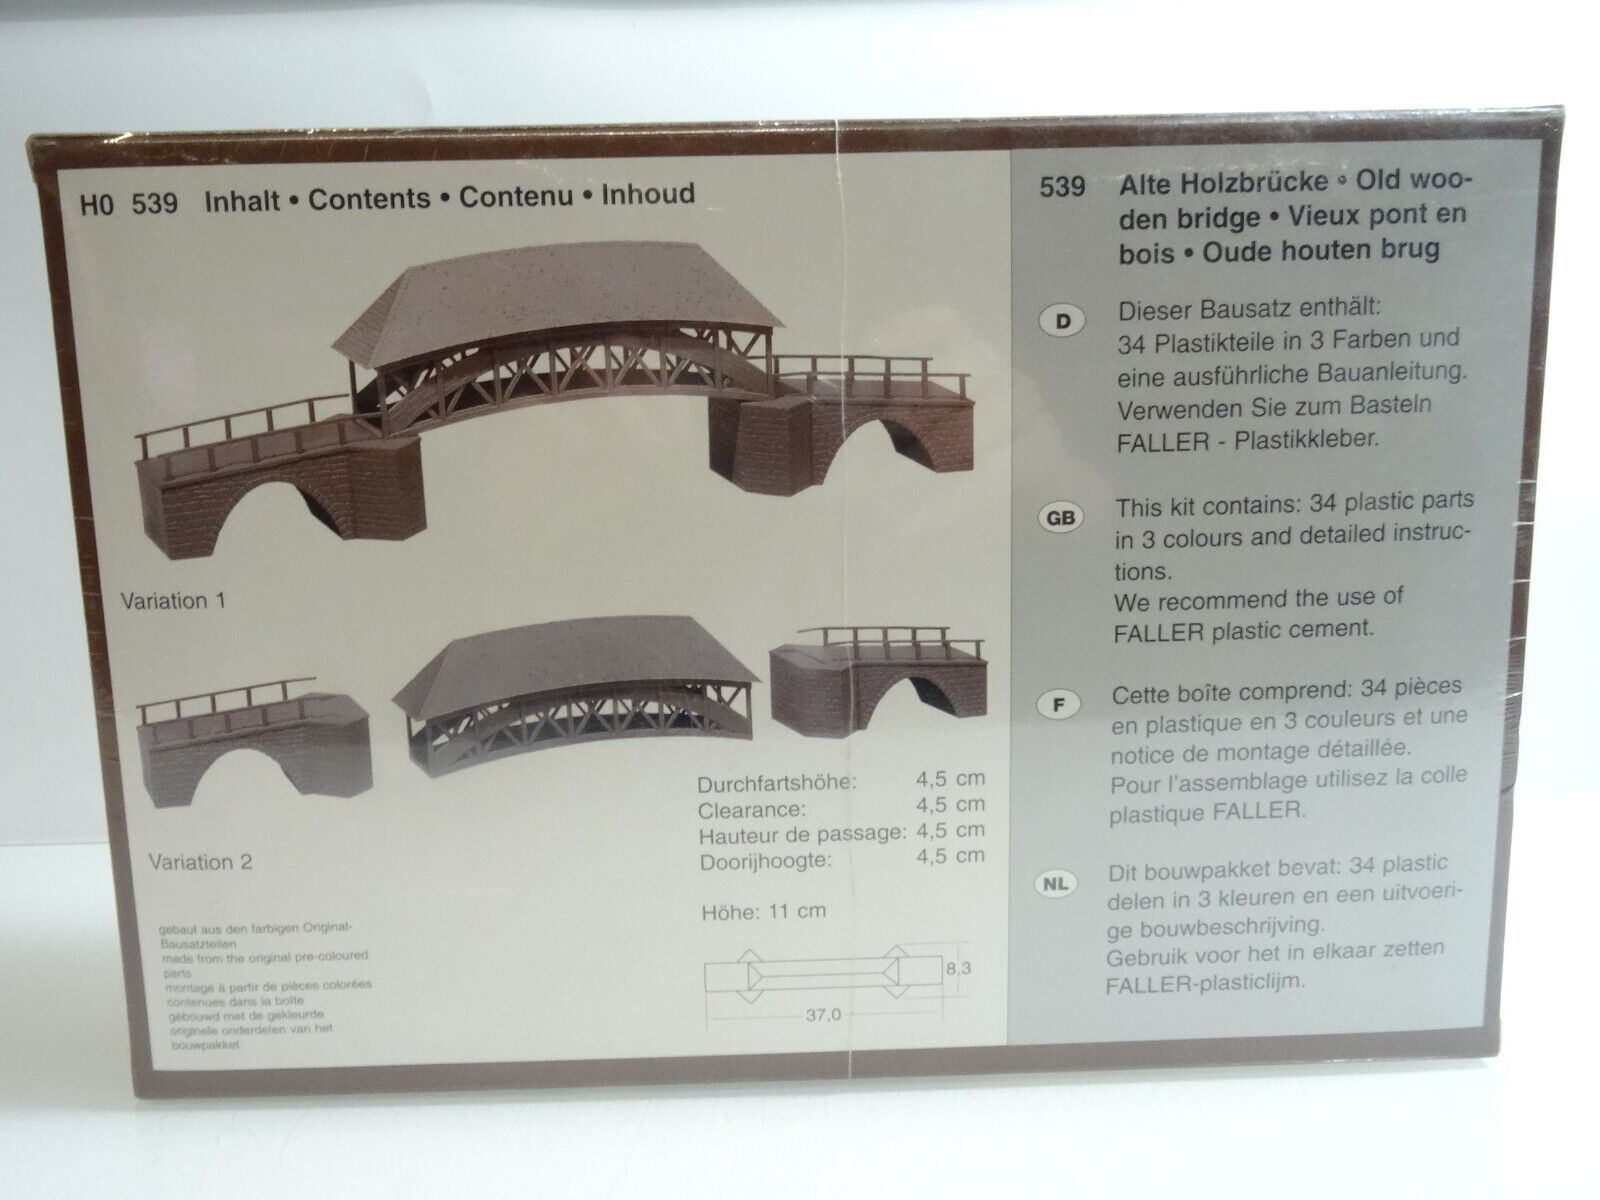 H0 539 Inhalt • Contents • Contenu • Inhoud
Variation 1
Variation 2
Durchfartshöhe: 4,5 cm
Clearance: 4,5 cm
Hauteur de passage: 4,5 cm
Doorijhoogte: 4,5 cm
Höhe: 11 cm
8,3
37,0
gebaut aus den farbigen Original-
Bausatzteilen
made from the original pre-coloured
parts
montage à partir de pièces colorées
contenues dans la boîte
gebouwd met de gekleurde
originele onderdelen van het
bouwpakket
539 Alte Holzbrücke • Old woo-
den bridge • Vieux pont en
bois • Oude houten brug
D Dieser Bausatz enthält:
34 Plastikteile in 3 Farben und
eine ausführliche Bauanleitung.
Verwenden Sie zum Basteln
FALLER - Plastikkleber.
GB This kit contains: 34 plastic parts
in 3 colours and detailed instruc-
tions.
We recommend the use of
FALLER plastic cement.
F Cette boîte comprend: 34 pièces
en plastique en 3 couleurs et une
notice de montage détaillée.
Pour l'assemblage utilisez la colle
plastique FALLER.
NL Dit bouwpakket bevat: 34 plastic
delen in 3 kleuren en een uitvoeri-
ge bouwbeschrijving.
Gebruik voor het in elkaar zetten
FALLER-plasticlijm.